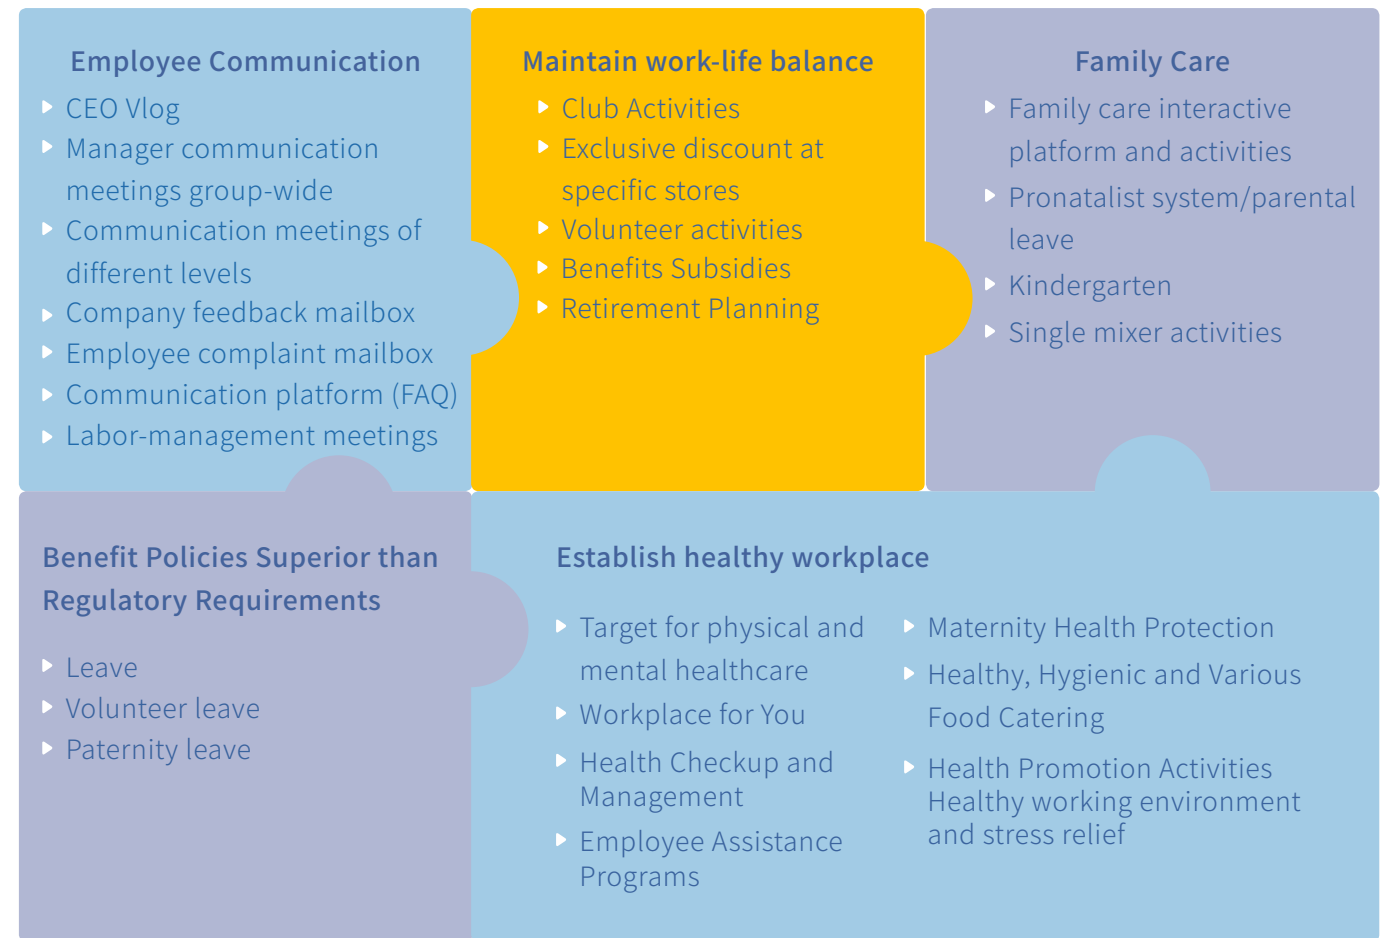 Employee Communication
CEO Vlog
Manager communication
meetings group-wide
Communication meetings of
different levels
Company feedback mailbox
Employee complaint mailbox
Communication platform (FAQ)
Labor-management meetings
Maintain work-life balance
Club Activities
Exclusive discount at
specific stores
Volunteer activities
Benefits Subsidies
Retirement Planning
Family Care
Family care interactive
platform and activities
Pronatalist system/parental
leave
Kindergarten
Single mixer activities
Benefit Policies Superior than
Regulatory Requirements
Leave
Volunteer leave
Paternity leave
Establish healthy workplace
Target for physical and
mental healthcare
Workplace for You
Health Checkup and
Management
Employee Assistance
Programs
Maternity Health Protection
Healthy, Hygienic and Various
Food Catering
Health Promotion Activities
Healthy working environment
and stress relief